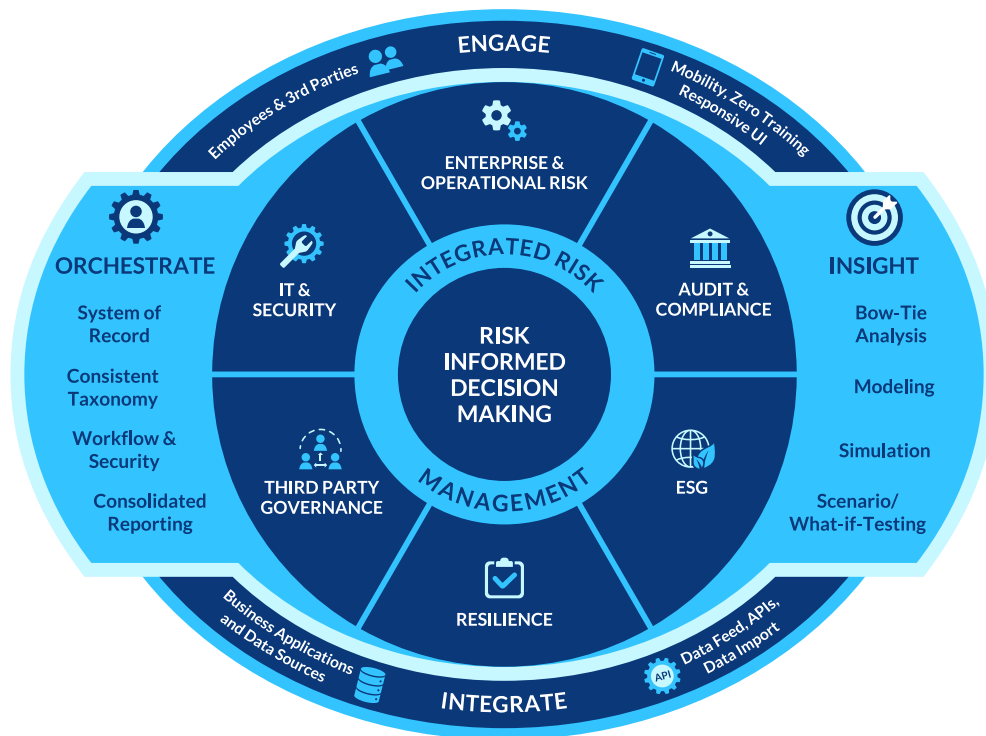 ENGAGE
Employees & 3rd Parties
Mobility, Zero Training
Responsive UI
ORCHESTRATE
System of
Record
Consistent
Taxonomy
Workflow &
Security
Consolidated
Reporting
ENTERPRISE &
OPERATIONAL RISK
IT &
SECURITY
AUDIT &
COMPLIANCE
INTEGRATED RISK
MANAGEMENT
RISK
INFORMED
DECISION
MAKING
THIRD PARTY
GOVERNANCE
ESG
RESILIENCE
INSIGHT
Bow-Tie
Analysis
Modeling
Simulation
Scenario/
What-if-Testing
Business Applications
and Data Sources
INTEGRATE
API
Data Feed, APIs,
Data Import